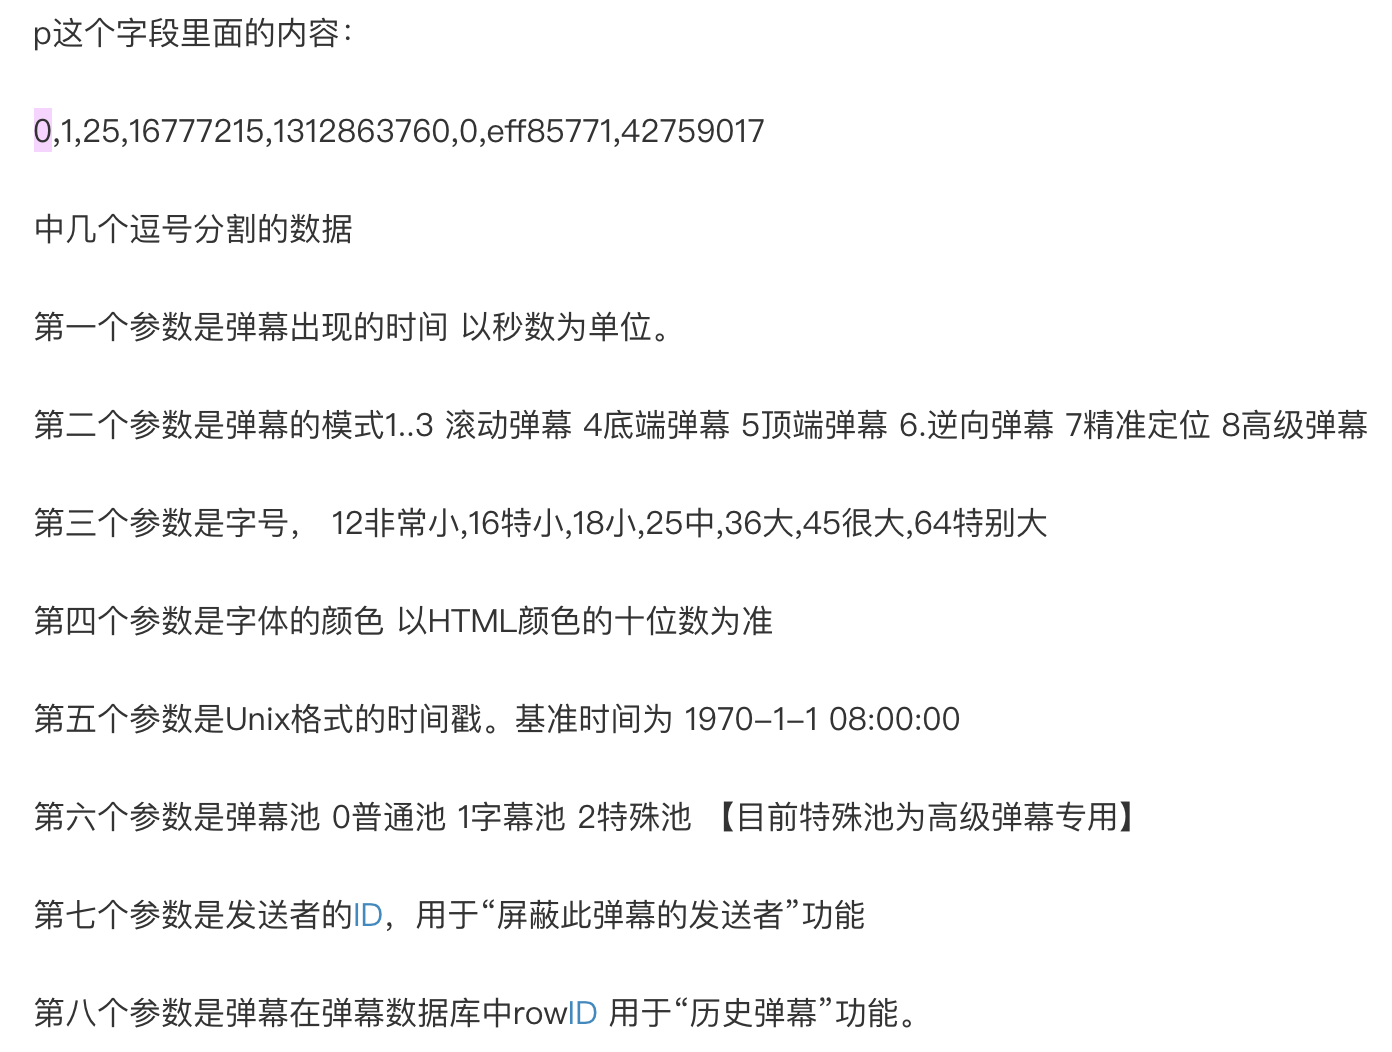 p这个字段里面的内容：
0,1,25,16777215,1312863760,0,eff85771,42759017
中几个逗号分割的数据
第一个参数是弹幕出现的时间 以秒数为单位。
第二个参数是弹幕的模式1..3 滚动弹幕 4底端弹幕 5顶端弹幕 6.逆向弹幕 7精准定位 8高级弹幕
第三个参数是字号， 12非常小,16特小,18小,25中,36大,45很大,64特别大
第四个参数是字体的颜色 以HTML颜色的十位数为准
第五个参数是Unix格式的时间戳。基准时间为 1970-1-1 08:00:00
第六个参数是弹幕池 0普通池 1字幕池 2特殊池 【目前特殊池为高级弹幕专用】
第七个参数是发送者的ID，用于“屏蔽此弹幕的发送者”功能
第八个参数是弹幕在弹幕数据库中rowID 用于“历史弹幕”功能。